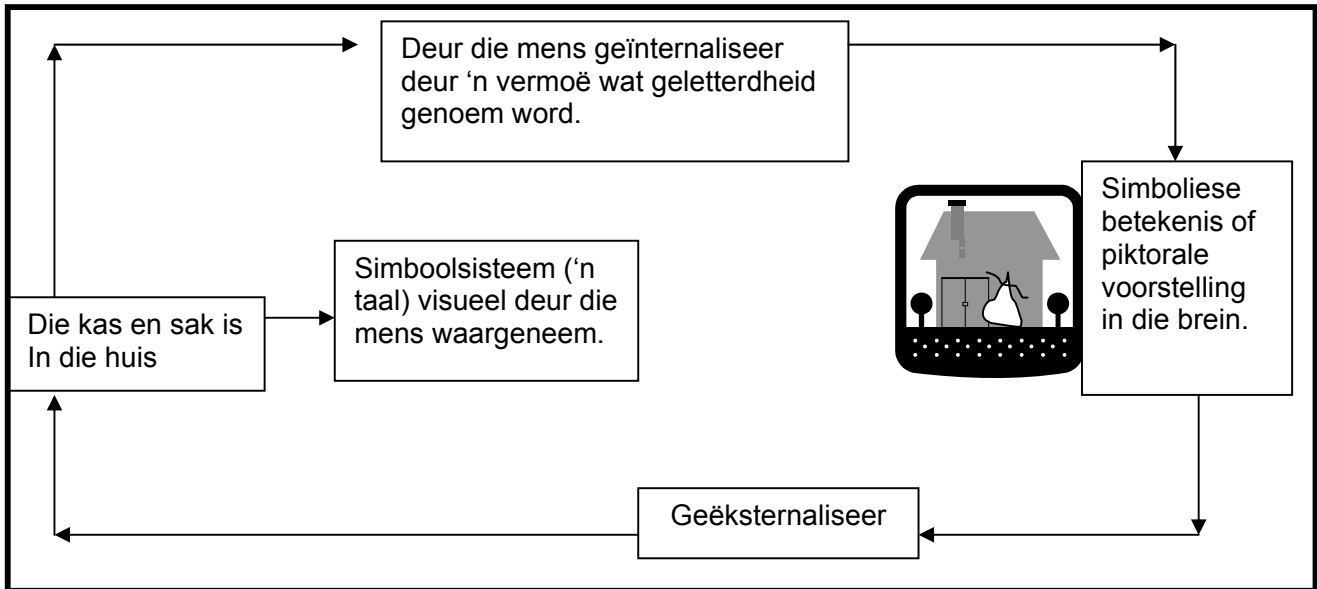 Deur die mens geïnternaliseer
deur ‘n vermoë wat geletterdheid
genoem word.
Simboliese
betekenis of
piktorale
voorstelling
in die brein.
Simboolsisteem (‘n
taal) visueel deur die
mens waargeneem.
Die kas en sak is
In die huis
Geëksternaliseer